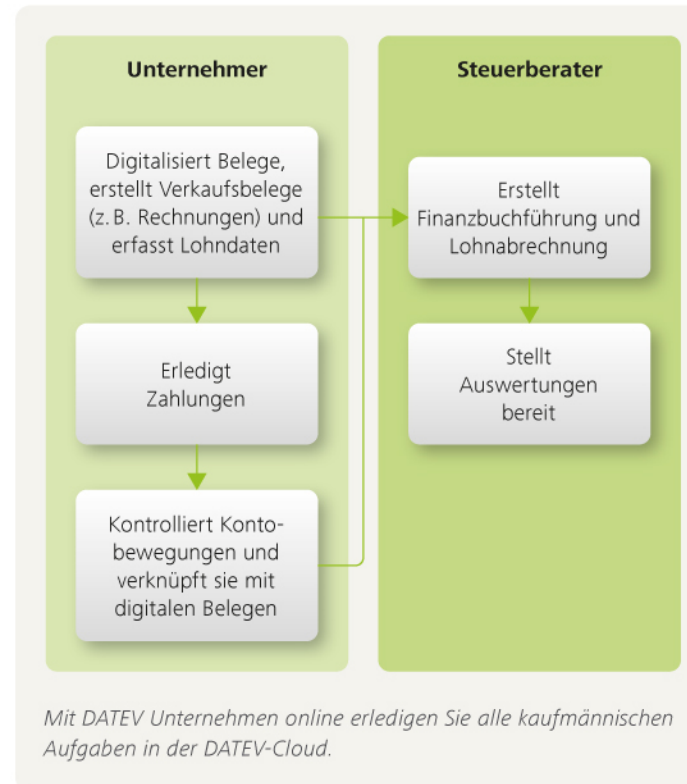 Unternehmer
Digitalisiert Belege,
erstellt Verkaufsbelege
(z. B. Rechnungen) und
erfasst Lohndaten
Erledigt
Zahlungen
Kontrolliert Konto-
bewegungen und
verknüpft sie mit
digitalen Belegen
Steuerberater
Erstellt
Finanzbuchführung und
Lohnabrechnung
Stellt
Auswertungen
bereit
Mit DATEV Unternehmen online erledigen Sie alle kaufmännischen
Aufgaben in der DATEV-Cloud.